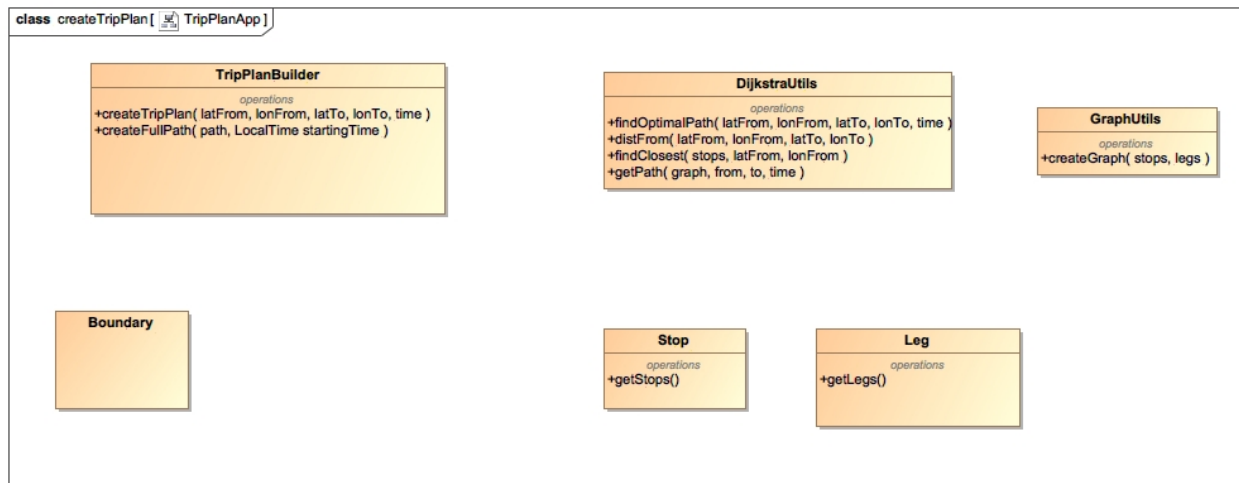 class createTripPlan [ TripPlanApp ]
TripPlanBuilder
operations
+createTripPlan( latFrom, lonFrom, latTo, lonTo, time )
+createFullPath( path, LocalTime startingTime )
DijkstraUtils
operations
+findOptimalPath( latFrom, lonFrom, latTo, lonTo, time )
+distFrom( latFrom, lonFrom, latTo, lonTo )
+findClosest( stops, latFrom, lonFrom )
+getPath( graph, from, to, time )
GraphUtils
operations
+createGraph( stops, legs )
Boundary
Stop
operations
+getStops()
Leg
operations
+getLegs()